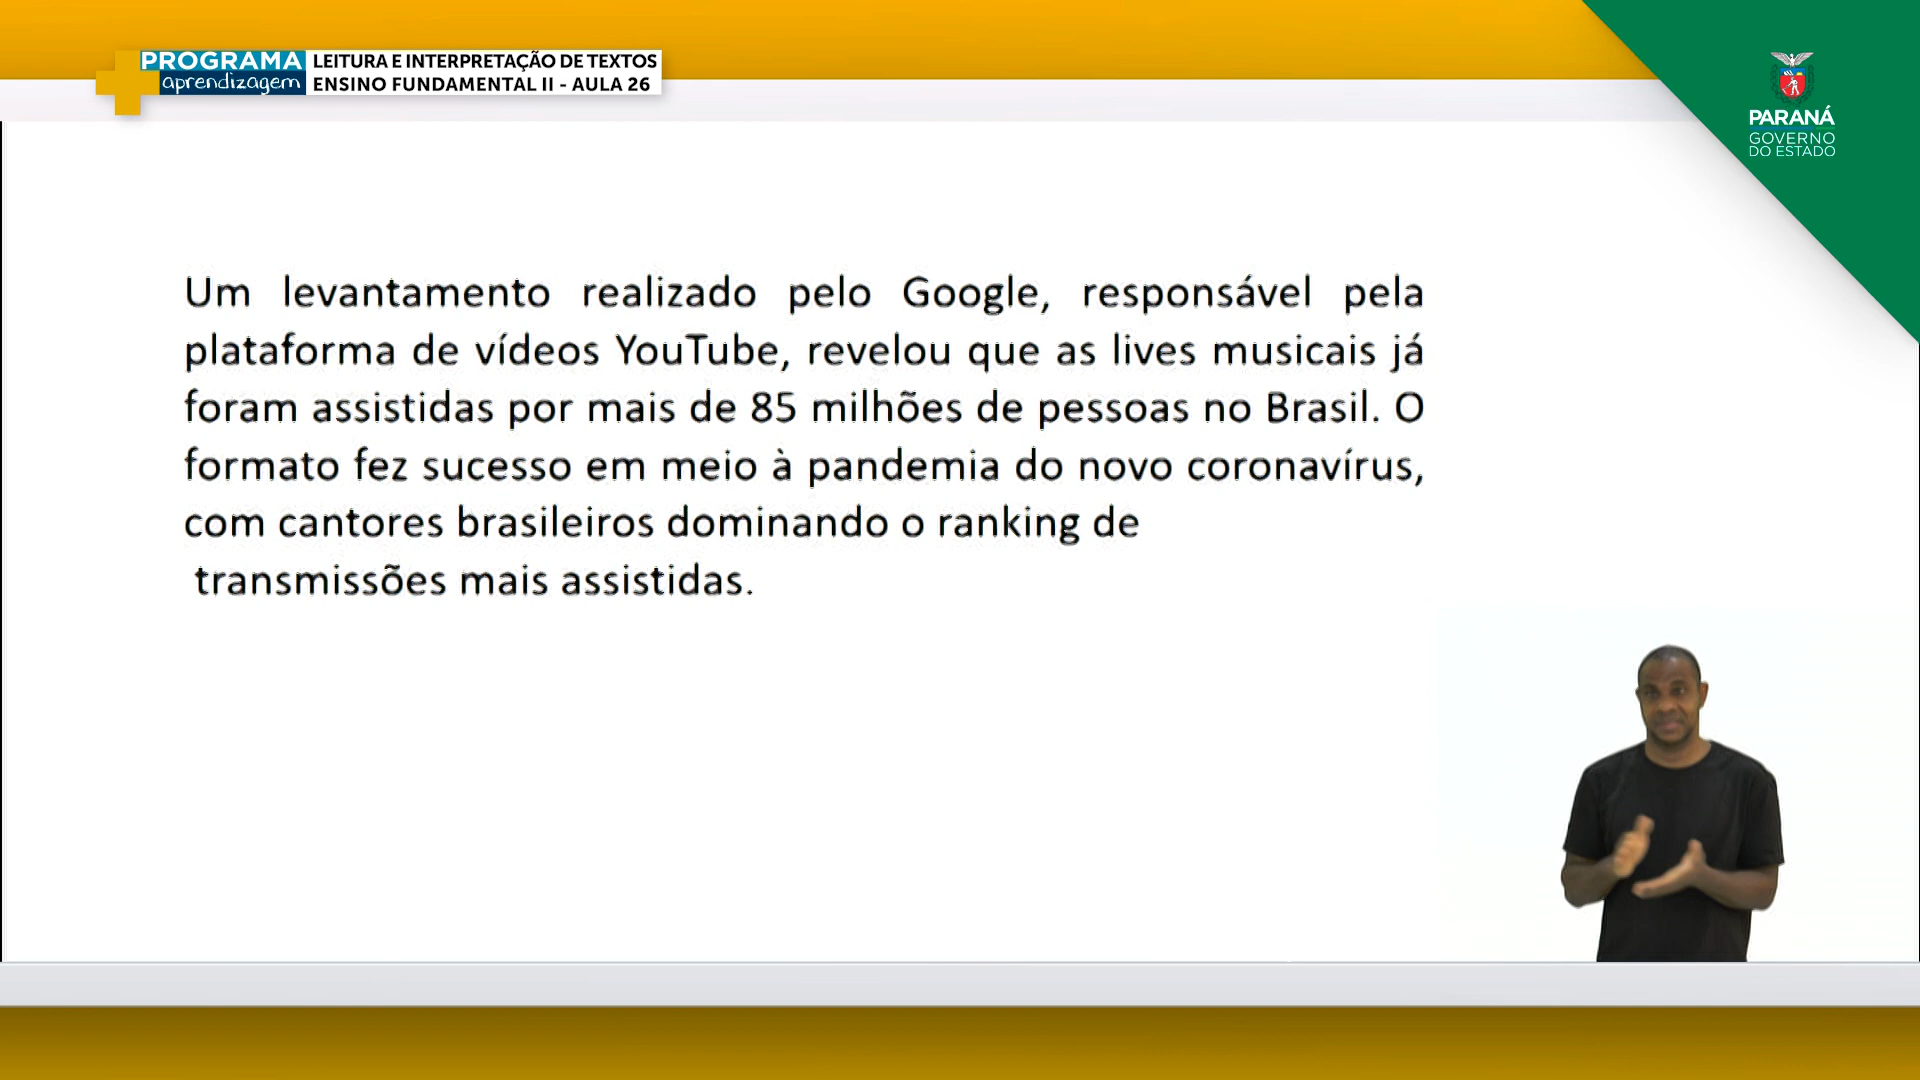 PROGRAMA
aprendizagem
LEITURA E INTERPRETAÇÃO DE TEXTOS
ENSINO FUNDAMENTAL II - AULA 26
PARANÁ
GOVERNO
DO ESTADO
Um levantamento realizado pelo Google, responsável pela
plataforma de vídeos YouTube, revelou que as lives musicais já
foram assistidas por mais de 85 milhões de pessoas no Brasil. O
formato fez sucesso em meio à pandemia do novo coronavírus,
com cantores brasileiros dominando o ranking de
transmissões mais assistidas.